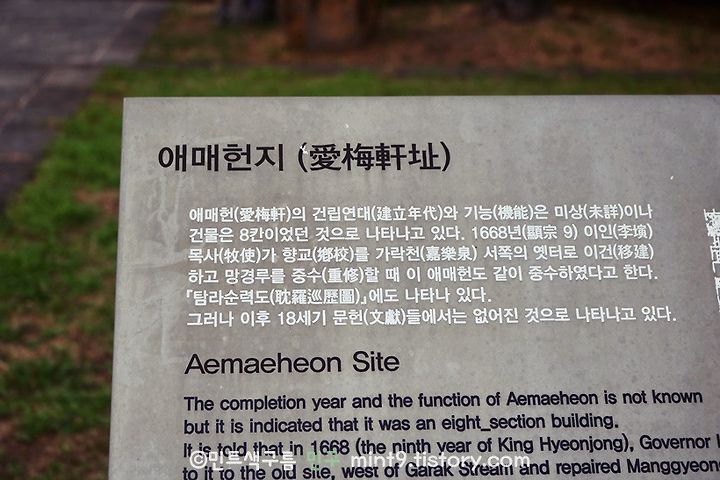 애매헌지 (愛梅軒址)
애매헌(愛梅軒)의 건립연대(建立年代)와 기능(機能)은 미상(未詳)이나
건물은 8칸이었던 것으로 나타나고 있다. 1668년(顯宗 9) 이인(李㙽)
목사(牧使)가 향교(鄕校)를 가락천(嘉樂泉) 서쪽의 옛터로 이건(移建)
하고 망경루를 중수(重修)할 때 이 애매헌도 같이 중수하였다고 한다.
『탐라순력도(耽羅巡歷圖)』에도 나타나 있다.
그러나 이후 18세기 문헌(文獻)들에서는 없어진 것으로 나타나고 있다.
Aemaeheon Site
The completion year and the function of Aemaeheon is not known
but it is indicated that it was an eight_section building.
It is told that in 1668 (the ninth year of King Hyeonjong), Governor
to it to the old site, west of Garak Stream and repaired Manggyeon
©민트색구름 민콩 mint9.tistory.com